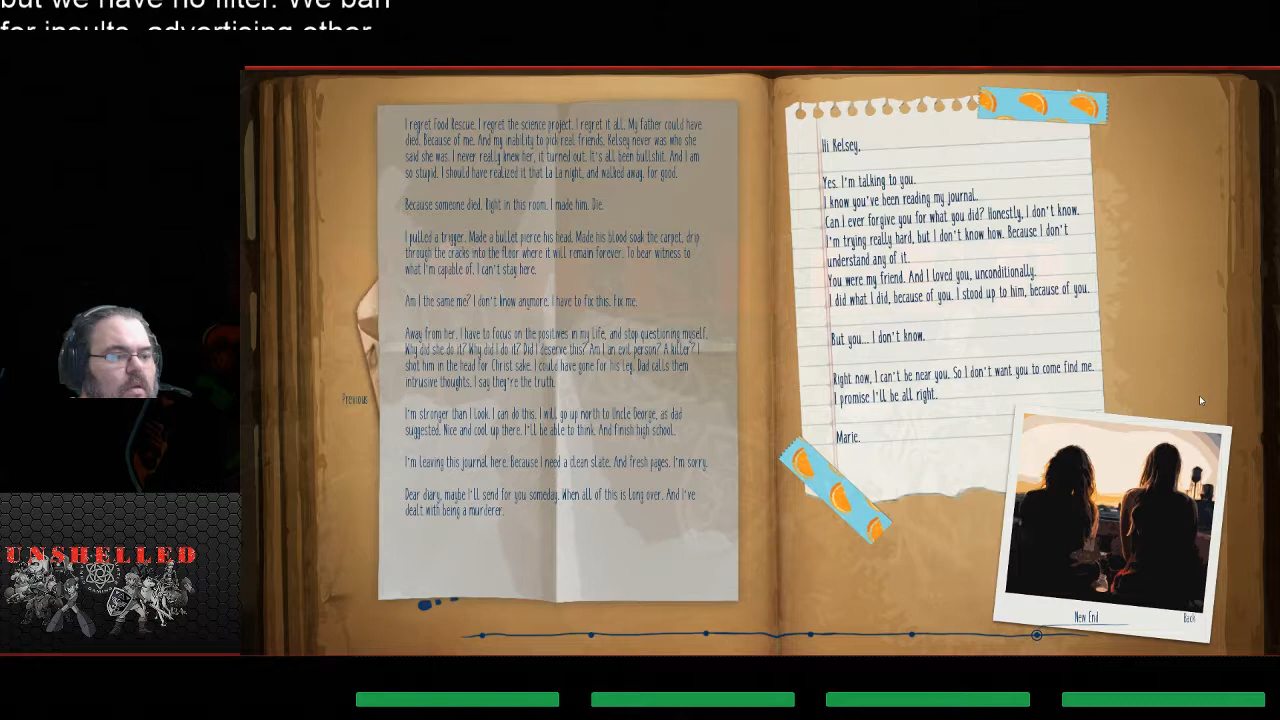 but we have no filter. We ban
for insults, advertising other
I regret Food Rescue. I regret the science project. I regret it all. My father could have
died. Because of me. And my inability to pick real friends. Kelsey never was who she
said she was. I never really knew her, it turned out. It's all been bullshit. And I am
so stupid. I should have realized it that La La night, and walked away. For good.
Because someone died. Right in this room. I made him. Die.
I pulled a trigger. Made a bullet pierce his head. Made his blood soak the carpet, drip
through the cracks into the floor where it will remain forever. To bear witness to
what I'm capable of. I can't stay here.
Am I the same me? I don't know anymore. I have to fix this. Fix me.
Away from her. I have to focus on the positives in my life, and stop questioning myself.
Why did she do it? Why did I do it? Did I deserve this? Am I an evil person? A killer? I
shot him in the head for Christ sake. I could have gone for his leg. Dad calls them
intrusive thoughts. I say they're the truth.
I'm stronger than I look. I can do this. I will go up north to Uncle George, as dad
suggested. Nice and cool up there. I'll be able to think. And finish high school.
I'm leaving this journal here. Because I need a clean slate. And fresh pages. I'm sorry.
Dear diary, maybe I'll send for you someday. When all of this is long over. And I've
dealt with being a murderer.
Previous
Hi Kelsey,
Yes. I'm talking to you.
I know you've been reading my journal.
Can I ever forgive you for what you did? Honestly, I don't know.
I'm trying really hard, but I don't know how. Because I don't
understand any of it.
You were my friend. And I loved you, unconditionally.
I did what I did, because of you. I stood up to him, because of you.
But you... I don't know.
Right now, I can't be near you. So I don't want you to come find me.
I promise I'll be all right.
Marie.
New End
Back
UNSHELLED